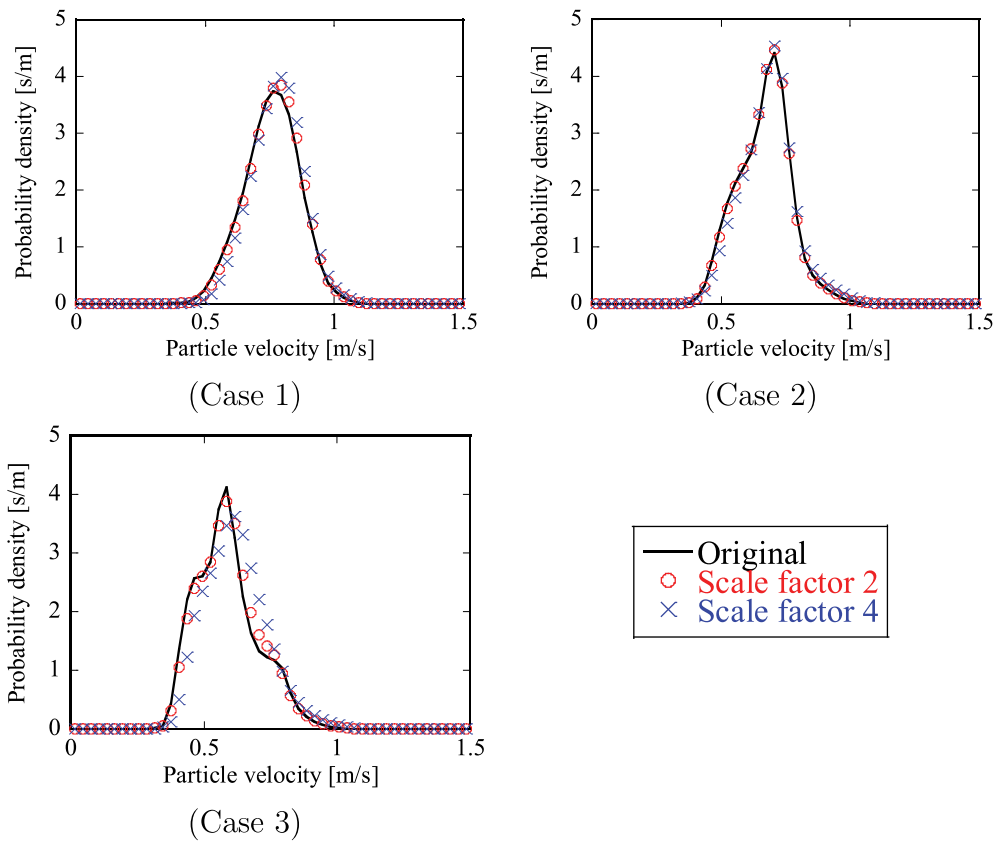 Probability density [s/m]
5
4
3
2
1
0
0
0.5
1
1.5
Particle velocity [m/s]
(Case 1)
Probability density [s/m]
5
4
3
2
1
0
0
0.5
1
1.5
Particle velocity [m/s]
(Case 2)
Probability density [s/m]
5
4
3
2
1
0
0
0.5
1
1.5
Particle velocity [m/s]
(Case 3)
Original
Scale factor 2
Scale factor 4